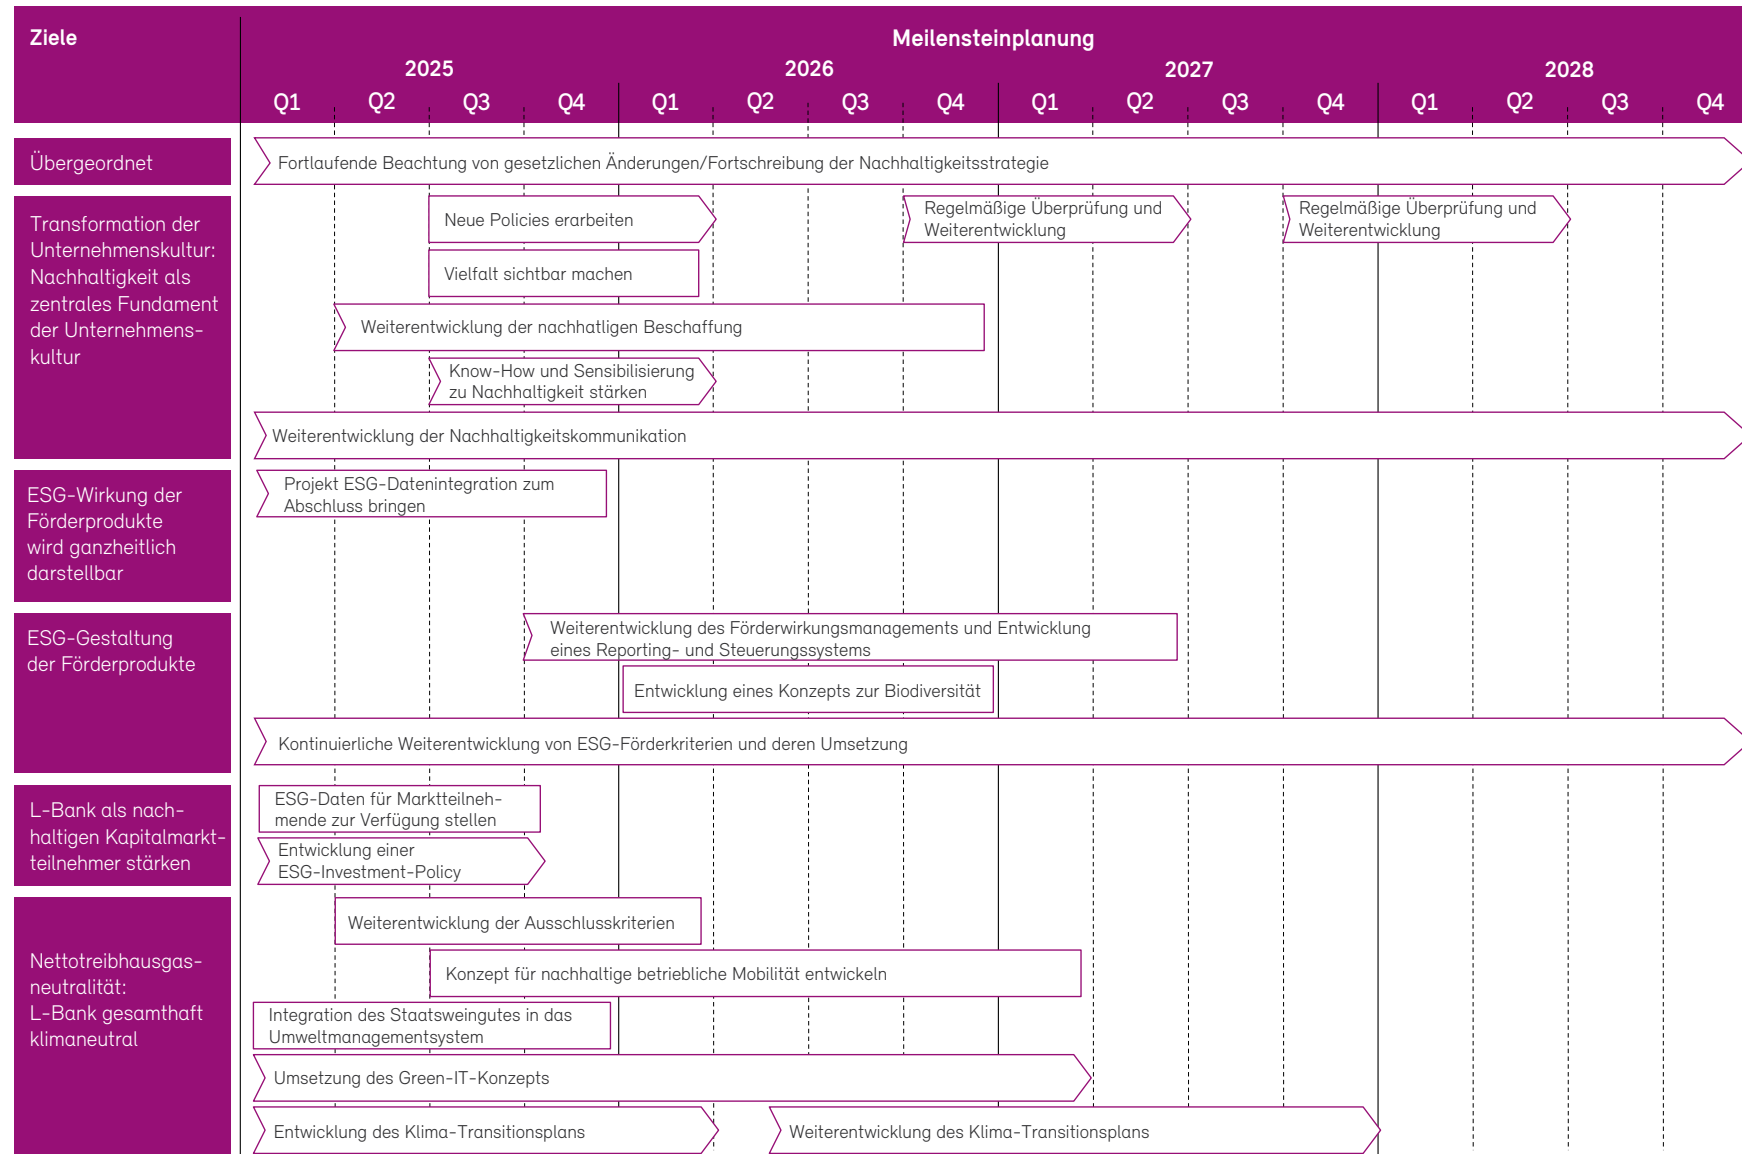 Ziele
Meilensteinplanung
2025
2026
2027
2028
Q1 Q2 Q3 Q4 Q1 Q2 Q3 Q4 Q1 Q2 Q3 Q4 Q1 Q2 Q3 Q4
Übergeordnet
Fortlaufende Beachtung von gesetzlichen Änderungen/Fortschreibung der Nachhaltigkeitsstrategie
Transformation der
Unternehmenskultur:
Nachhaltigkeit als
zentrales Fundament
der Unternehmens-
kultur
Neue Policies erarbeiten
Regelmäßige Überprüfung und
Weiterentwicklung
Regelmäßige Überprüfung und
Weiterentwicklung
Vielfalt sichtbar machen
Weiterentwicklung der nachhatligen Beschaffung
Know-How und Sensibilisierung
zu Nachhaltigkeit stärken
Weiterentwicklung der Nachhaltigkeitskommunikation
ESG-Wirkung der
Förderprodukte
wird ganzheitlich
darstellbar
Projekt ESG-Datenintegration zum
Abschluss bringen
ESG-Gestaltung
der Förderprodukte
Weiterentwicklung des Förderwirkungsmanagements und Entwicklung
eines Reporting- und Steuerungssystems
Entwicklung eines Konzepts zur Biodiversität
Kontinuierliche Weiterentwicklung von ESG-Förderkriterien und deren Umsetzung
L-Bank als nach-
haltigen Kapitalmarkt-
teilnehmer stärken
ESG-Daten für Marktteilneh-
mende zur Verfügung stellen
Entwicklung einer
ESG-Investment-Policy
Nettotreibhausgas-
neutralität:
L-Bank gesamthaft
klimaneutral
Weiterentwicklung der Ausschlusskriterien
Konzept für nachhaltige betriebliche Mobilität entwickeln
Integration des Staatsweingutes in das
Umweltmanagementsystem
Umsetzung des Green-IT-Konzepts
Entwicklung des Klima-Transitionsplans
Weiterentwicklung des Klima-Transitionsplans